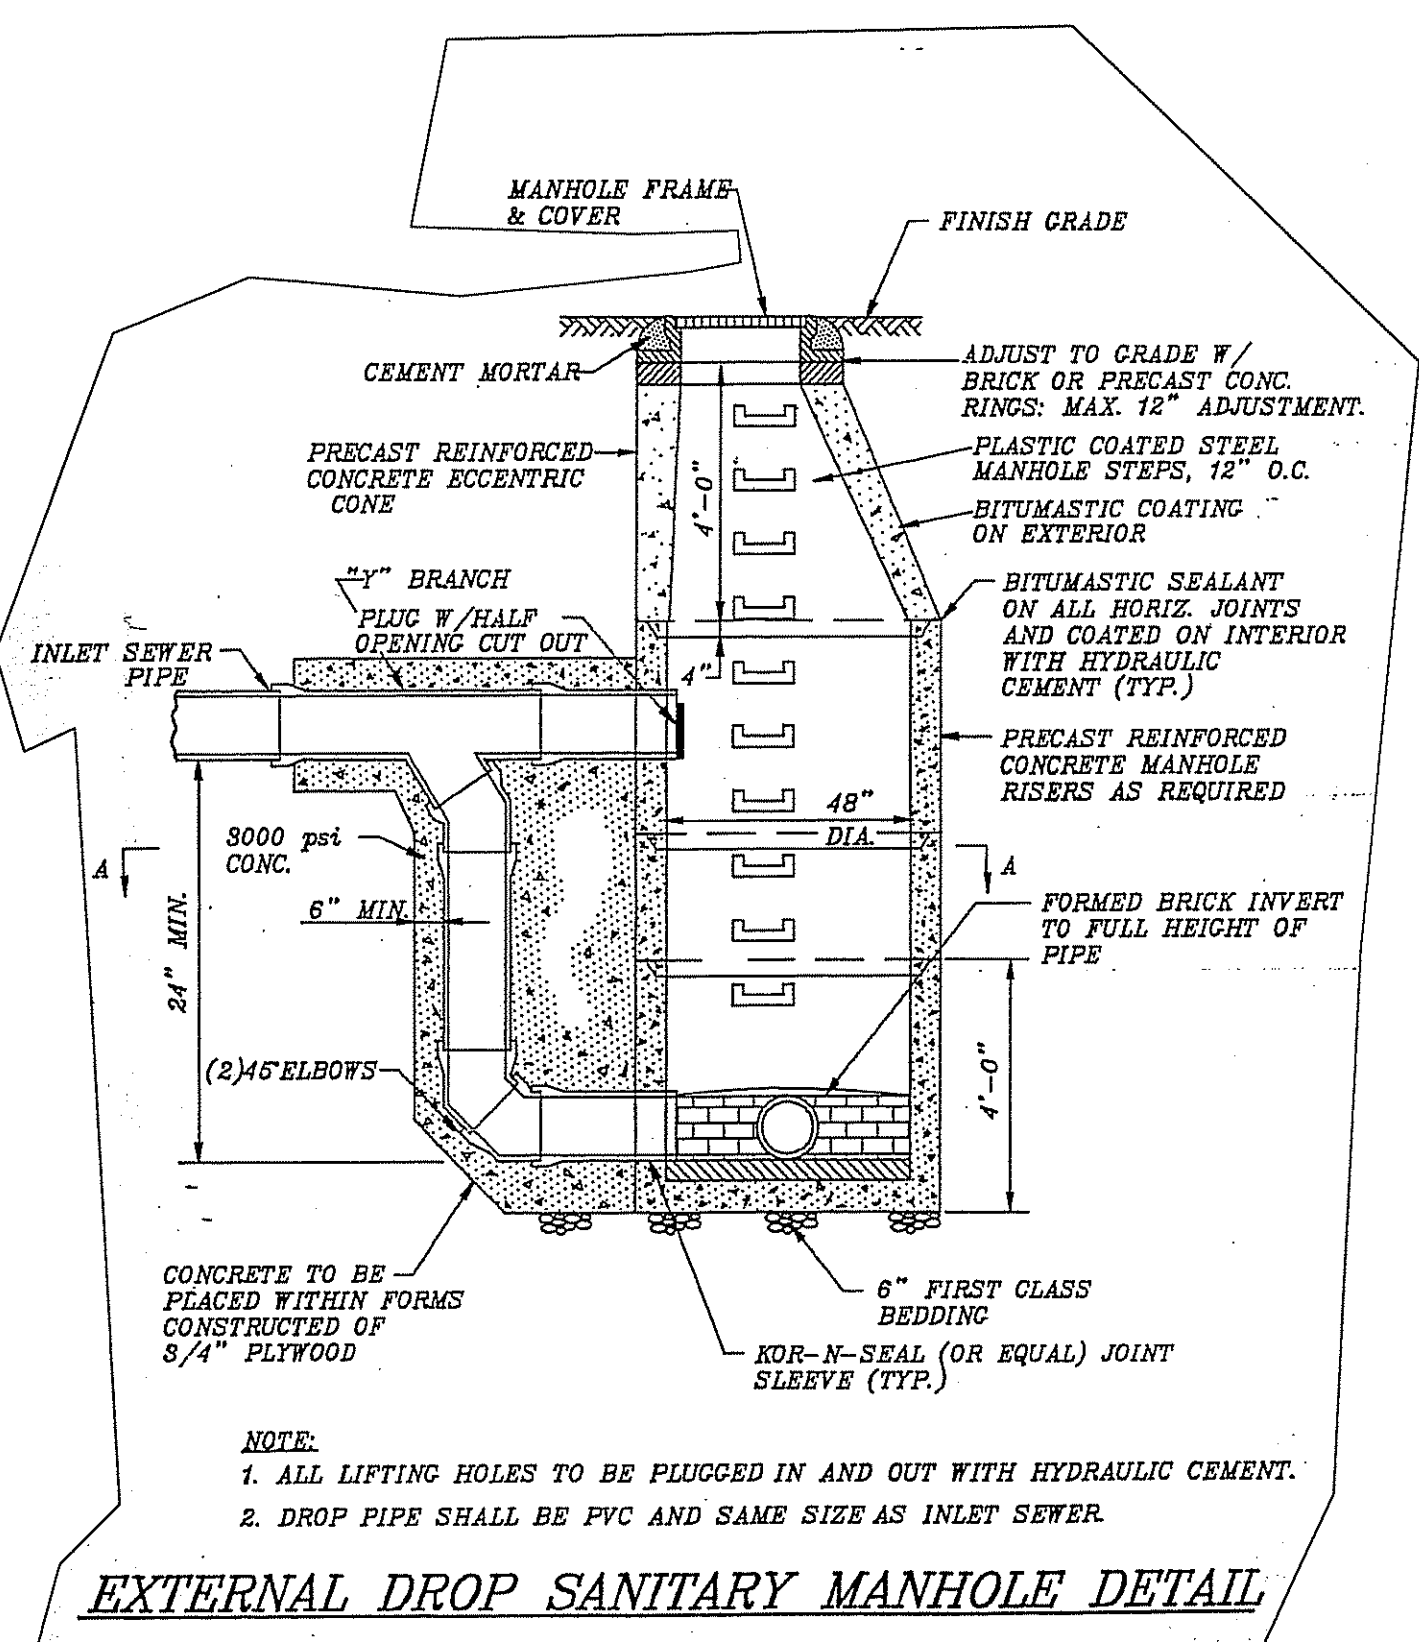 MANHOLE FRAME
& COVER
FINISH GRADE
CEMENT MORTAR
ADJUST TO GRADE W/
BRICK OR PRECAST CONC.
RINGS: MAX. 12" ADJUSTMENT.
PRECAST REINFORCED
CONCRETE ECCENTRIC
CONE
PLASTIC COATED STEEL
MANHOLE STEPS, 12" O.C.
4'-0"
BITUMASTIC COATING
ON EXTERIOR
"Y" BRANCH
PLUG W/HALF
OPENING CUT OUT
BITUMASTIC SEALANT
ON ALL HORIZ. JOINTS
AND COATED ON INTERIOR
WITH HYDRAULIC
CEMENT (TYP.)
INLET SEWER
PIPE
4"
PRECAST REINFORCED
CONCRETE MANHOLE
RISERS AS REQUIRED
48"
DIA.
3000 psi
CONC.
A
A
6" MIN.
24" MIN.
FORMED BRICK INVERT
TO FULL HEIGHT OF
PIPE
(2)45°ELBOWS
4'-0"
CONCRETE TO BE
PLACED WITHIN FORMS
CONSTRUCTED OF
3/4" PLYWOOD
6" FIRST CLASS
BEDDING
KOR-N-SEAL (OR EQUAL) JOINT
SLEEVE (TYP.)
NOTE:
1. ALL LIFTING HOLES TO BE PLUGGED IN AND OUT WITH HYDRAULIC CEMENT.
2. DROP PIPE SHALL BE PVC AND SAME SIZE AS INLET SEWER.
EXTERNAL DROP SANITARY MANHOLE DETAIL